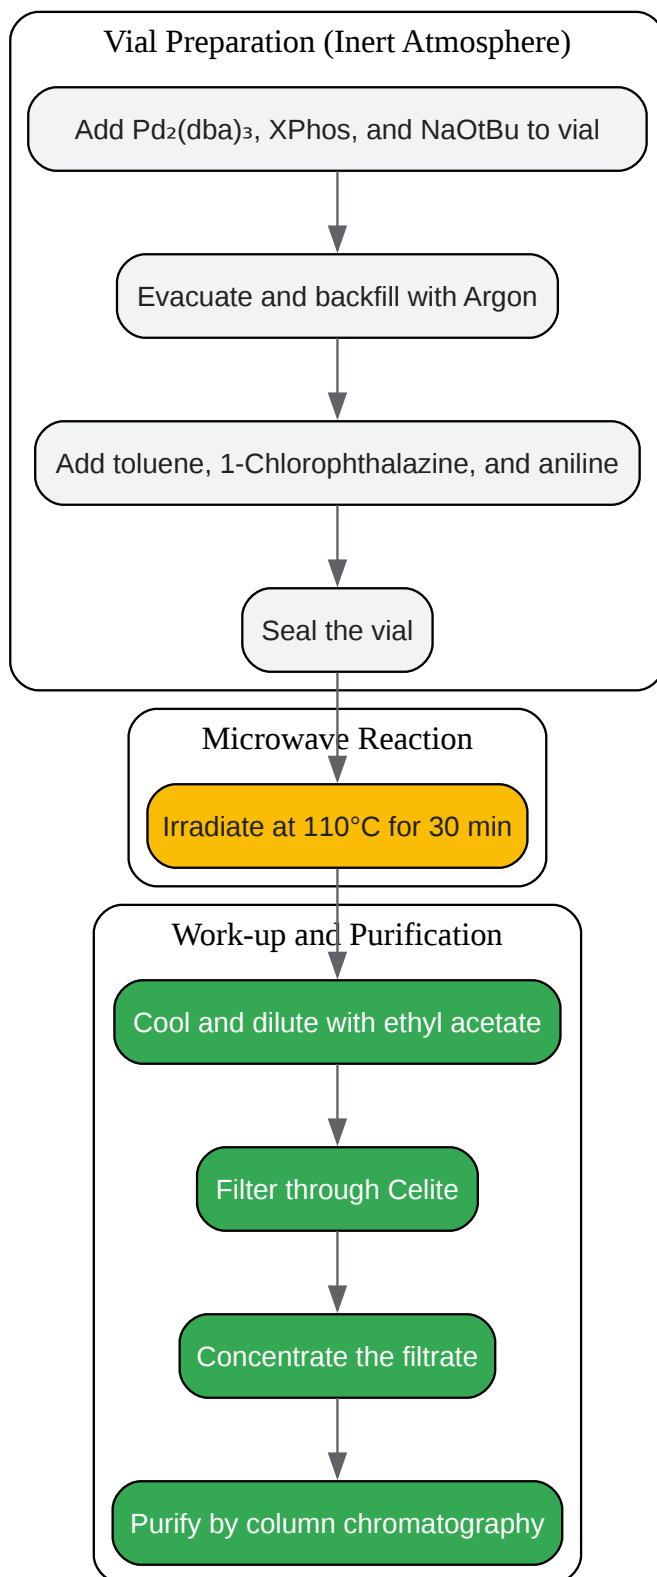 Vial Preparation (Inert Atmosphere)
Add Pd₂(dba)₃, XPhos, and NaOtBu to vial
Evacuate and backfill with Argon
Add toluene, 1-Chlorophthalazine, and aniline
Seal the vial
Microwave Reaction
Irradiate at 110°C for 30 min
Work-up and Purification
Cool and dilute with ethyl acetate
Filter through Celite
Concentrate the filtrate
Purify by column chromatography